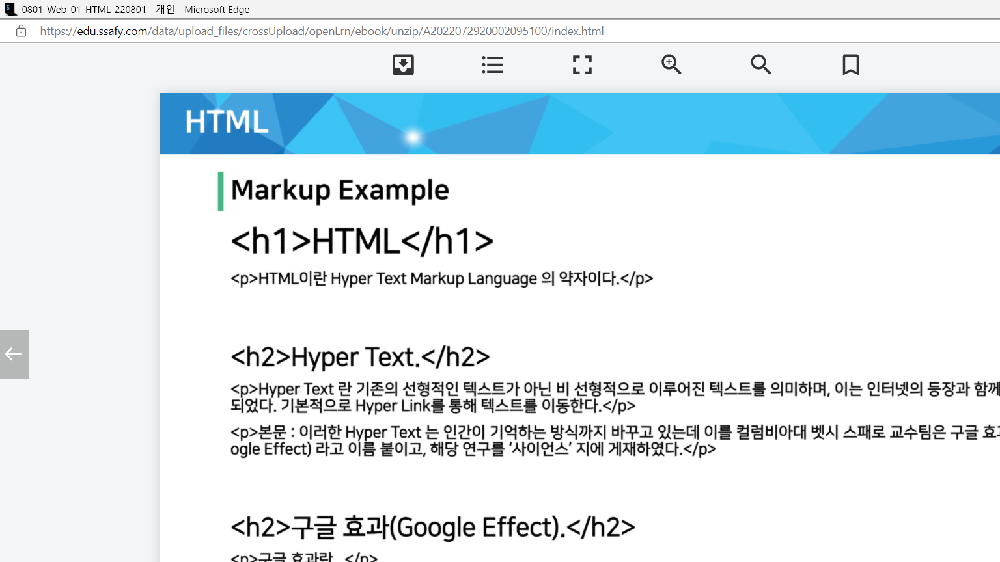 0801_Web_01_HTML_220801 - 개인 - Microsoft Edge
https://edu.ssafy.com/data/upload_files/crossUpload/openLrn/ebook/unzip/A2022072920002095100/index.html
HTML
Markup Example
<h1>HTML</h1>
<p>HTML이란 Hyper Text Markup Language 의 약자이다.</p>
<h2>Hyper Text.</h2>
<p>Hyper Text 란 기존의 선형적인 텍스트가 아닌 비 선형적으로 이루어진 텍스트를 의미하며, 이는 인터넷의 등장과 함께
되었다. 기본적으로 Hyper Link를 통해 텍스트를 이동한다.</p>
<p>본문 : 이러한 Hyper Text 는 인간이 기억하는 방식까지 바꾸고 있는데 이를 컬럼비아대 벳시 스패로 교수팀은 구글 효과
ogle Effect) 라고 이름 붙이고, 해당 연구를 ‘사이언스’ 지에 게재하였다.</p>
<h2>구글 효과(Google Effect).</h2>
<p>구글 효과란...</p>